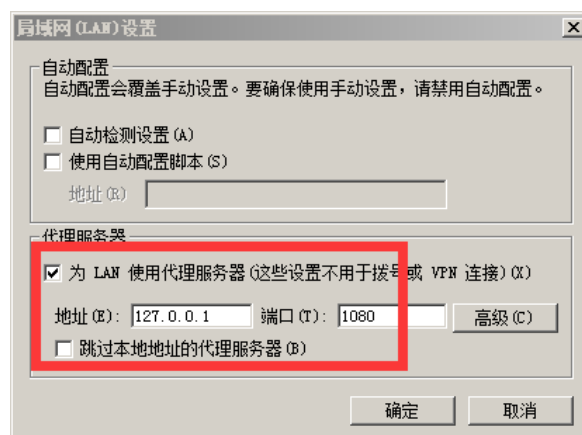 局域网(LAN)设置
自动配置
自动配置会覆盖手动设置。要确保使用手动设置，请禁用自动配置。
自动检测设置(A)
使用自动配置脚本(S)
地址(R)
代理服务器
为 LAN 使用代理服务器(这些设置不用于拨号或 VPN 连接)(X)
地址(E): 127.0.0.1 端口(T): 1080 高级(C)
跳过本地地址的代理服务器(B)
确定 取消